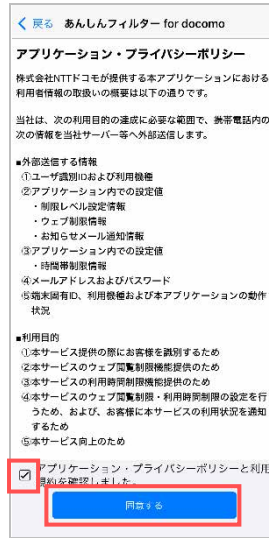 戻る あんしんフィルター for docomo
アプリケーション・プライバシーポリシー
株式会社NTTドコモが提供する本アプリケーションにおける
利用者情報の取扱いの概要は以下の通りです。
当社は、次の利用目的の達成に必要な範囲で、携帯電話内の
次の情報を当社サーバー等へ外部送信します。
■外部送信する情報
①ユーザ識別IDおよび利用機種
②アプリケーション内での設定値
・制限レベル設定情報
・ウェブ制限情報
・お知らせメール通知情報
③アプリケーション内での設定値
・時間帯制限情報
④メールアドレスおよびパスワード
⑤端末固有ID、利用機種および本アプリケーションの動作
状況
■利用目的
①本サービス提供の際にお客様を識別するため
②本サービスのウェブ閲覧制限機能提供のため
③本サービスの利用時間制限機能提供のため
④本サービスのウェブ閲覧制限・利用時間制限の設定を行
うため、および、お客様に本サービスの利用状況を通知
するため
⑤本サービス向上のため
アプリケーション・プライバシーポリシーと利用
規約を確認しました。
同意する